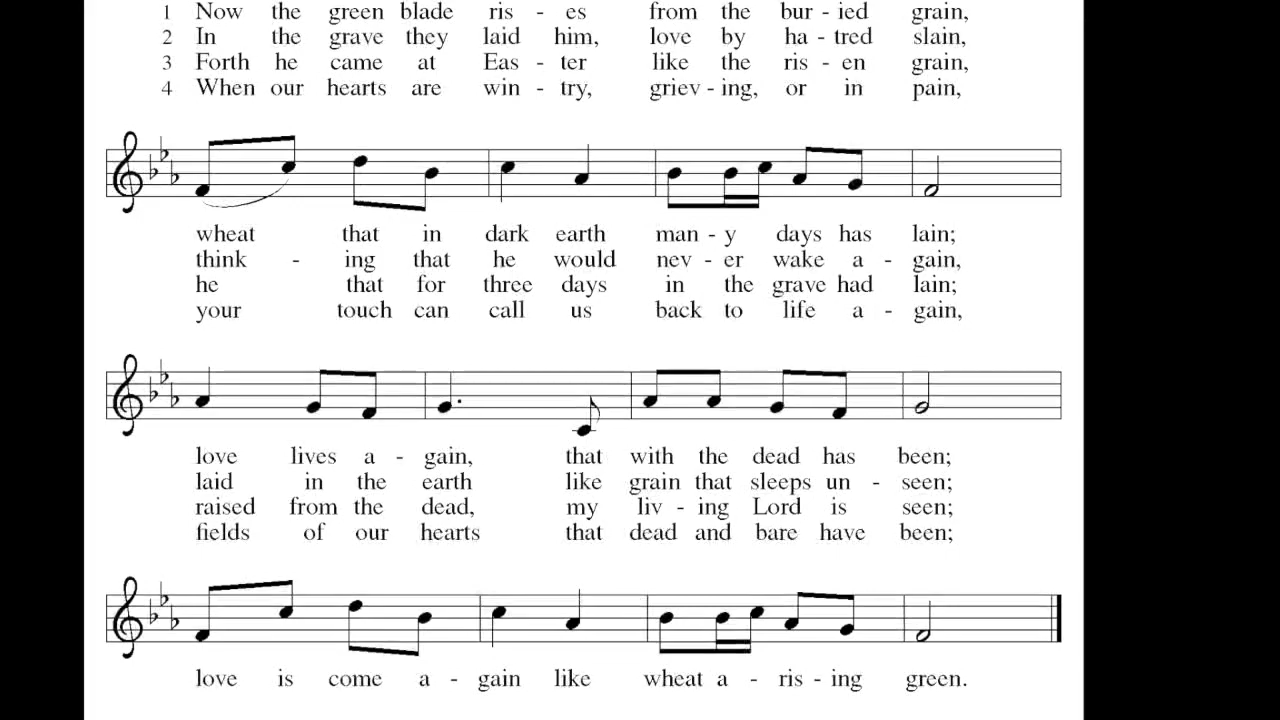 1 Now the green blade ris - es from the bur - ied grain,
2 In the grave they laid him, love by ha - tred slain,
3 Forth he came at Eas - ter like the ris - en grain,
4 When our hearts are win - try, griev - ing, or in pain,
wheat that in dark earth man - y days has lain;
think - ing that he would nev - er wake a - gain,
he that for three days in the grave had lain;
your touch can call us back to life a - gain,
love lives a - gain, that with the dead has been;
laid in the earth like grain that sleeps un - seen;
raised from the dead, my liv - ing Lord is seen;
fields of our hearts that dead and bare have been;
love is come a - gain like wheat a - ris - ing green.